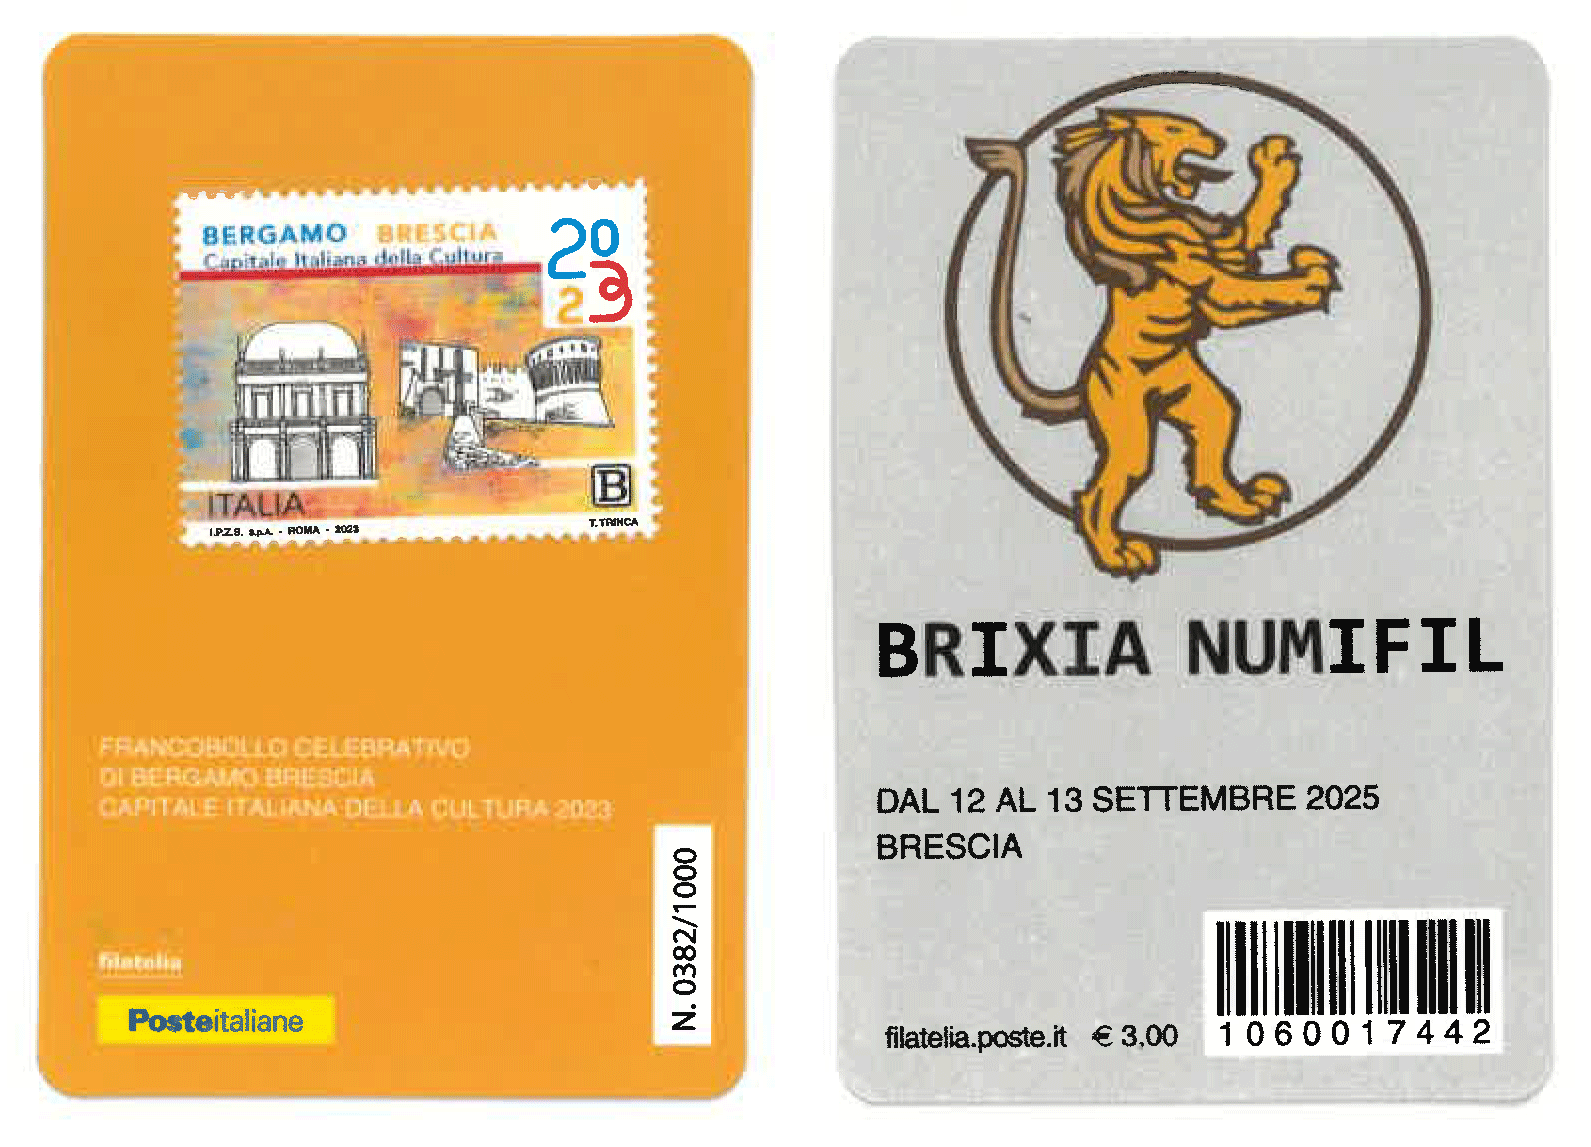 BERGAMO BRESCIA
Capitale Italiana della Cultura
20
23
B
ITALIA
I.P.Z.S. S.p.A. - ROMA - 2023
T. TRINCA
FRANCOBOLLO CELEBRATIVO
DI BERGAMO BRESCIA
CAPITALE ITALIANA DELLA CULTURA 2023
N. 0382/1000
filatelia
Posteitaliane
BRIXIA NUMIFIL
DAL 12 AL 13 SETTEMBRE 2025
BRESCIA
filatelia.poste.it € 3,00
1060017442